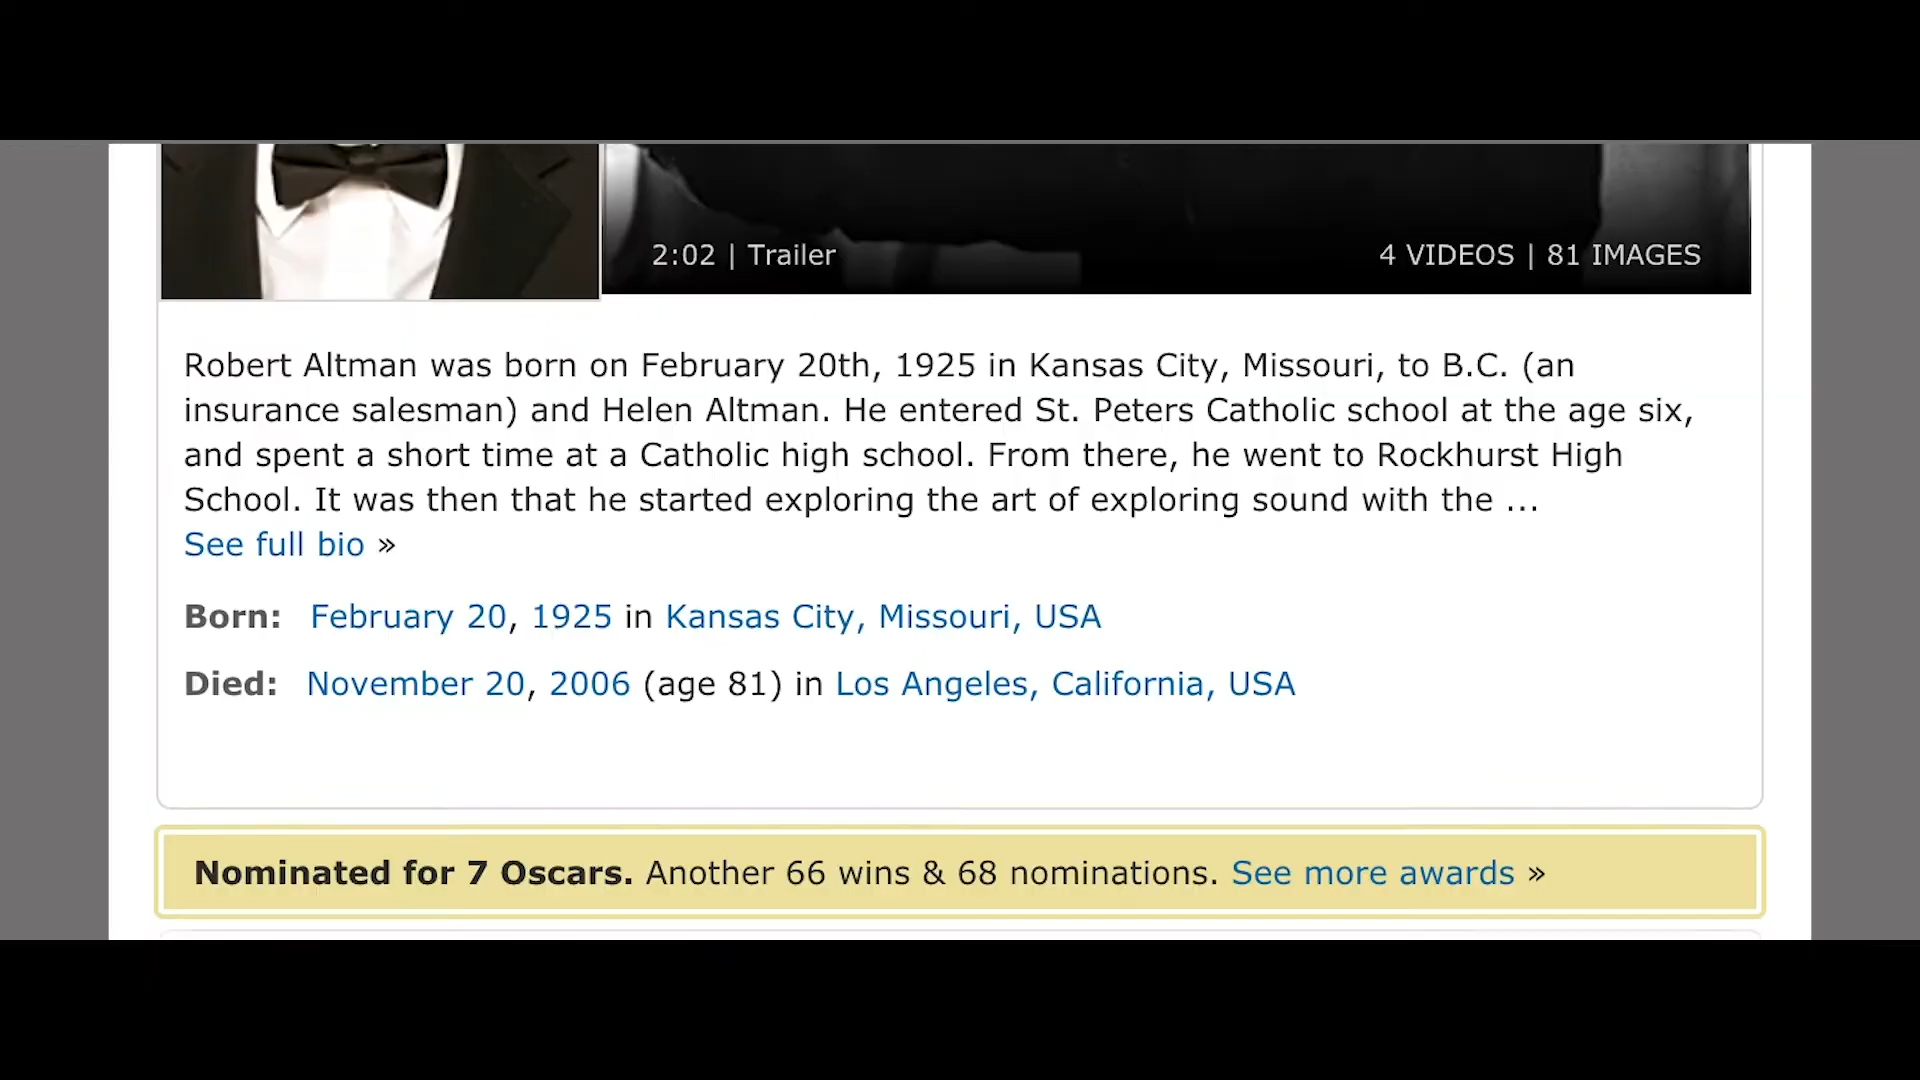 2:02 | Trailer
4 VIDEOS | 81 IMAGES
Robert Altman was born on February 20th, 1925 in Kansas City, Missouri, to B.C. (an
insurance salesman) and Helen Altman. He entered St. Peters Catholic school at the age six,
and spent a short time at a Catholic high school. From there, he went to Rockhurst High
School. It was then that he started exploring the art of exploring sound with the ...
See full bio »
Born: February 20, 1925 in Kansas City, Missouri, USA
Died: November 20, 2006 (age 81) in Los Angeles, California, USA
Nominated for 7 Oscars. Another 66 wins & 68 nominations. See more awards »